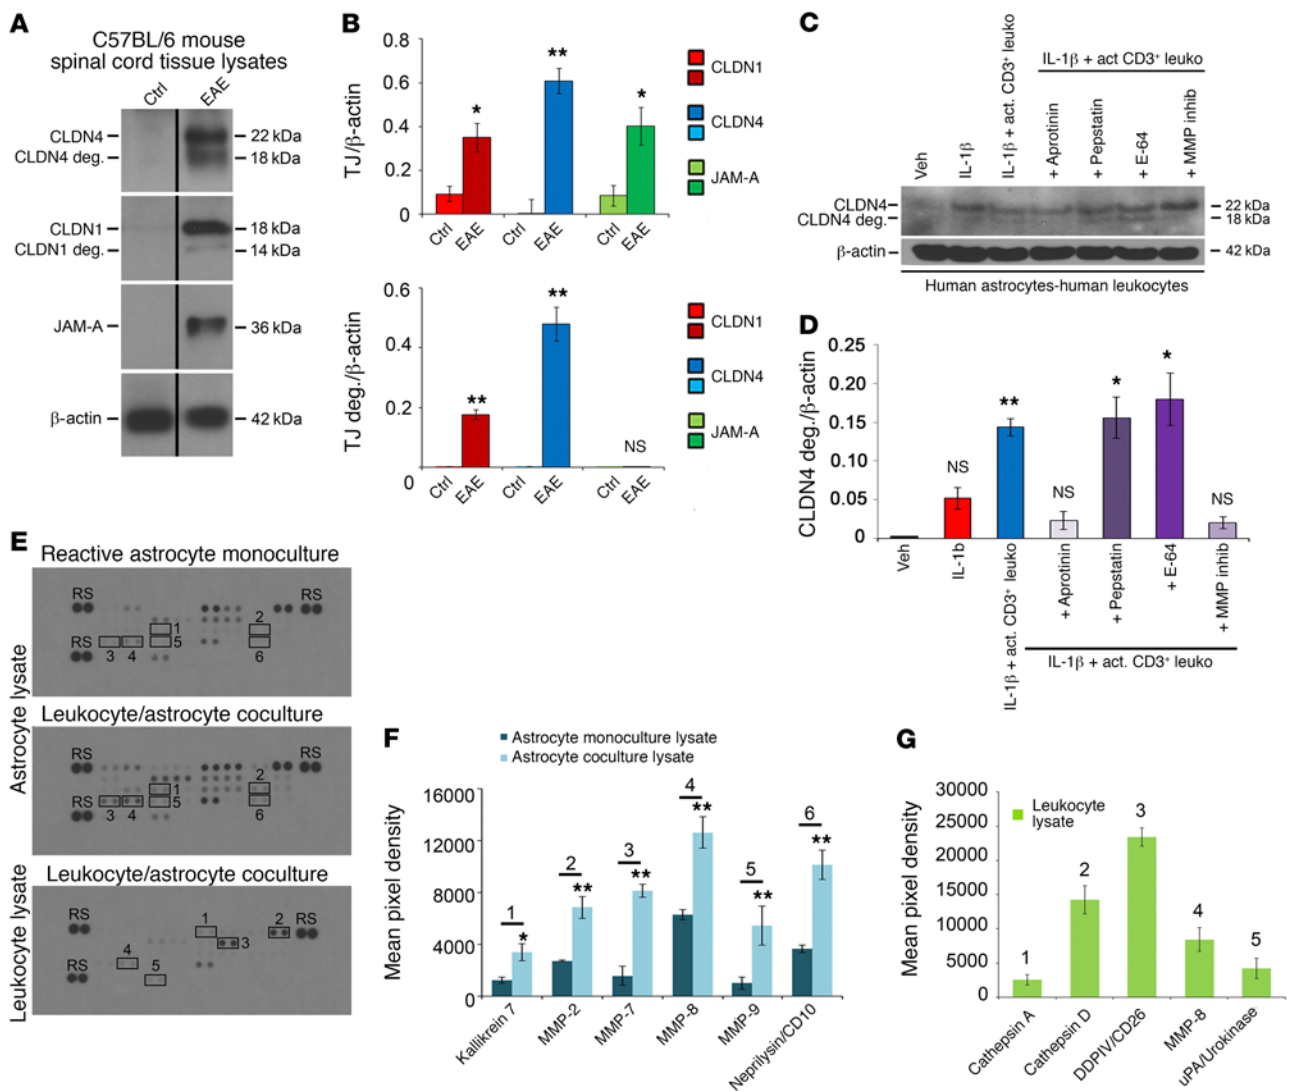 A
C57BL/6 mouse
spinal cord tissue lysates
Ctrl
EAE
CLDN4
22 kDa
CLDN4 deg.
18 kDa
CLDN1
18 kDa
CLDN1 deg.
14 kDa
JAM-A
36 kDa
β-actin
42 kDa
B
TJ/β-actin
0.8
0.6
0.4
0.2
0
*
**
*
Ctrl
EAE
Ctrl
EAE
Ctrl
EAE
CLDN1
CLDN4
JAM-A
TJ deg./β-actin
0.6
0.4
0.2
0
**
**
NS
Ctrl
EAE
Ctrl
EAE
Ctrl
EAE
CLDN1
CLDN4
JAM-A
C
IL-1β + act CD3⁺ leuko
Veh
IL-1β
IL-1β + act. CD3⁺ leuko
+ Aprotinin
+ Pepstatin
+ E-64
+ MMP inhib
CLDN4
22 kDa
CLDN4 deg.
18 kDa
β-actin
42 kDa
Human astrocytes-human leukocytes
D
CLDN4 deg./β-actin
0.25
0.20
0.15
0.10
0.05
0
NS
**
NS
*
*
NS
Veh
IL-1b
IL-1β + act. CD3⁺ leuko
+ Aprotinin
+ Pepstatin
+ E-64
+ MMP inhib
IL-1β + act. CD3⁺ leuko
E
Reactive astrocyte monoculture
RS
RS
RS
1
2
3
4
5
6
Astrocyte lysate
Leukocyte/astrocyte coculture
RS
RS
RS
1
2
3
4
5
6
Leukocyte lysate
Leukocyte/astrocyte coculture
RS
RS
RS
1
2
3
4
5
F
Astrocyte monoculture lysate
Astrocyte coculture lysate
Mean pixel density
16000
12000
8000
4000
0
1
*
2
**
3
**
4
**
5
**
6
**
Kallikrein 7
MMP-2
MMP-7
MMP-8
MMP-9
Neprilysin/CD10
G
Leukocyte
lysate
Mean pixel density
30000
25000
20000
15000
10000
5000
0
1
2
3
4
5
Cathepsin A
Cathepsin D
DDPIV/CD26
MMP-8
uPA/Urokinase